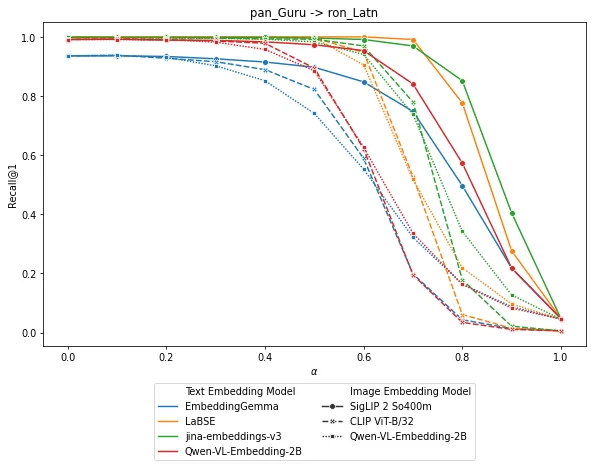 pan_Guru -> ron_Latn
Recall@1
1.0
0.8
0.6
0.4
0.2
0.0
0.0 0.2 0.4 0.6 0.8 1.0
α
Text Embedding Model
EmbeddingGemma
LaBSE
jina-embeddings-v3
Qwen-VL-Embedding-2B
Image Embedding Model
SigLIP 2 So400m
CLIP ViT-B/32
Qwen-VL-Embedding-2B